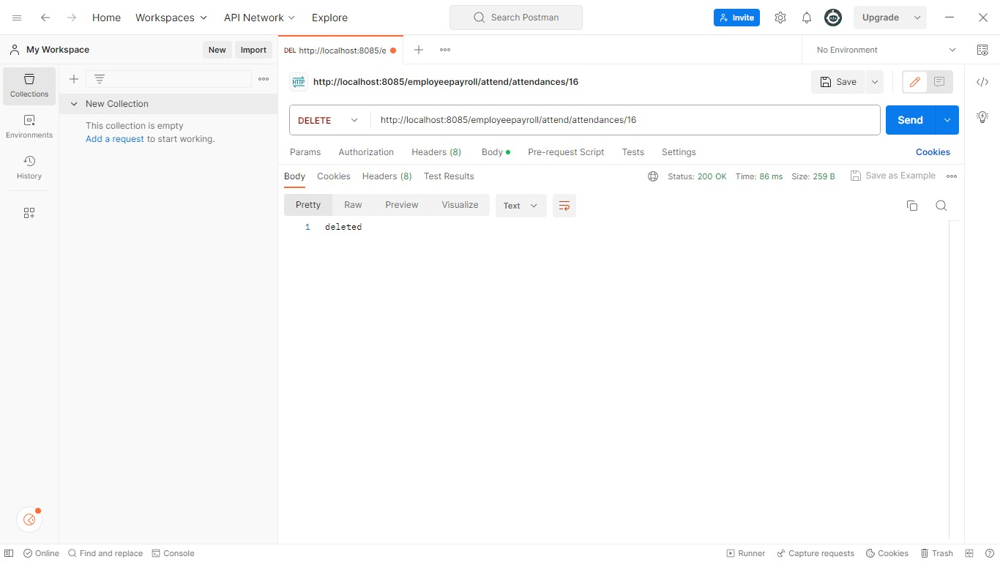 Home Workspaces API Network Explore Search Postman Invite Upgrade
My Workspace New Import DEL http://localhost:8085/e No Environment
http://localhost:8085/employeepayroll/attend/attendances/16 Save
Collections
New Collection
This collection is empty
Add a request to start working.
Environments
History
DELETE http://localhost:8085/employeepayroll/attend/attendances/16 Send
Params Authorization Headers (8) Body Pre-request Script Tests Settings Cookies
Body Cookies Headers (8) Test Results Status: 200 OK Time: 86 ms Size: 259 B Save as Example
Pretty Raw Preview Visualize Text
1 deleted
Online Find and replace Console Runner Capture requests Cookies Trash